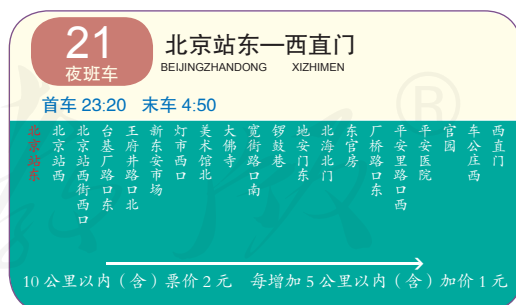 21
夜班车
北京站东—西直门
BEIJINGZHANDONG XIZHIMEN
首车 23:20 末车 4:50
北京站东
北京站西
北京站西街西口
台基厂路口东
王府井路口北
新东安市场
灯市西口
美术馆北
大佛寺
宽街路口南
锣鼓巷
地安门东
北海北门
东官房
厂桥路口东
平安里路口西
平安医院
官园
车公庄西
西直门
10 公里以内（含）票价 2 元 每增加 5 公里以内（含）加价 1 元